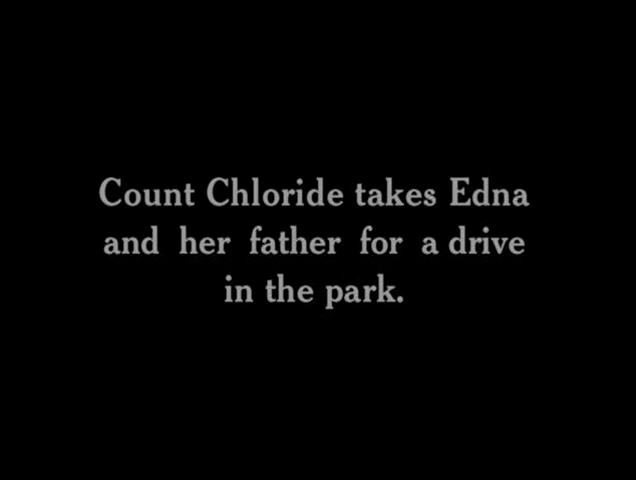 Count Chloride takes Edna
and her father for a drive
in the park.